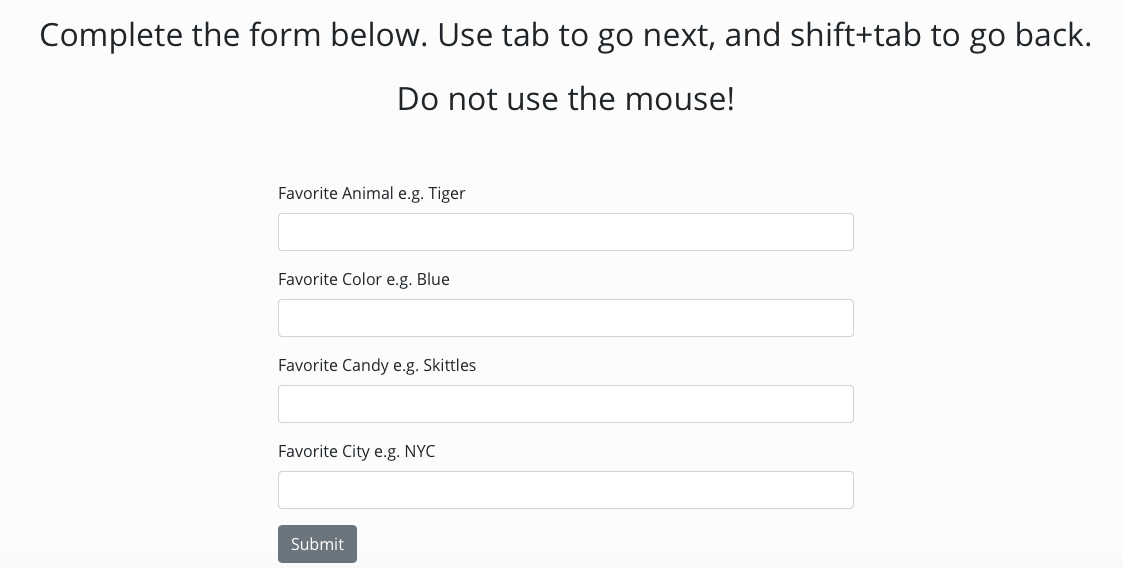 Complete the form below. Use tab to go next, and shift+tab to go back.
Do not use the mouse!
Favorite Animal e.g. Tiger
Favorite Color e.g. Blue
Favorite Candy e.g. Skittles
Favorite City e.g. NYC
Submit